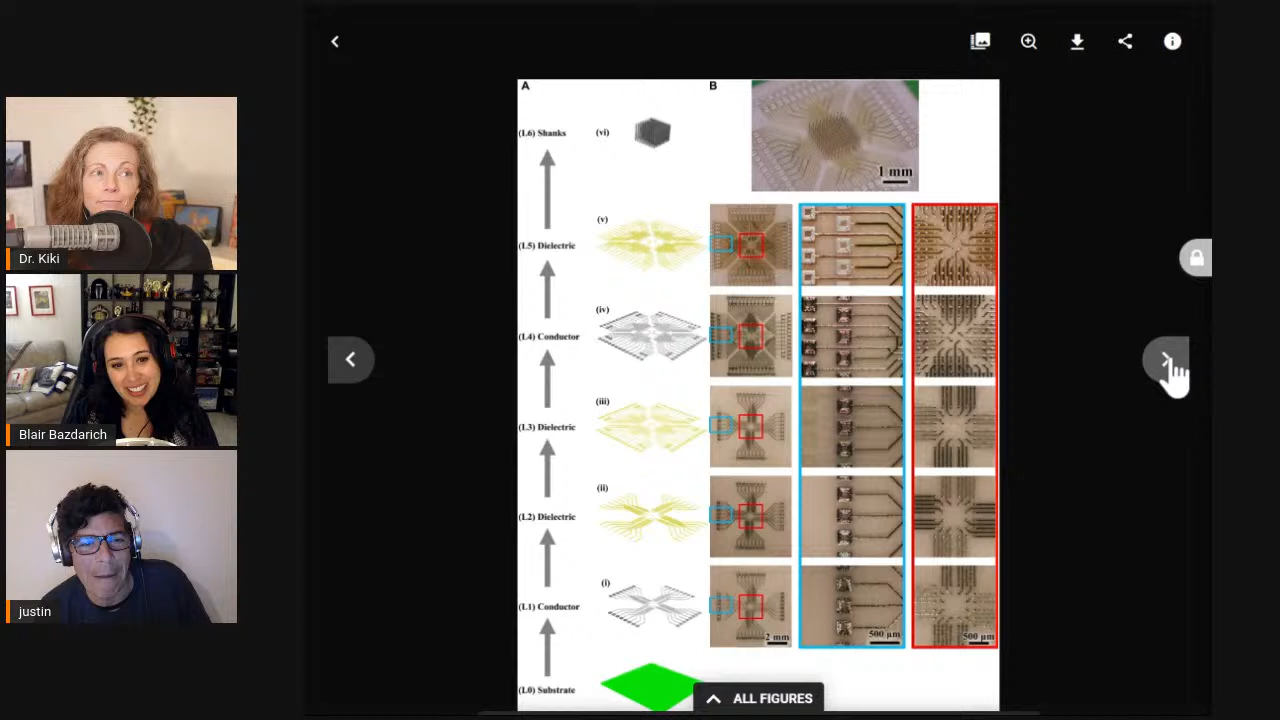 A
B
(L6) Shanks
(vi)
1 mm
(v)
(L5) Dielectric
(iv)
(L4) Conductor
(iii)
(L3) Dielectric
(ii)
(L2) Dielectric
(i)
(L1) Conductor
2 mm
500 µm
500 µm
(L0) Substrate
ALL FIGURES
Dr. Kiki
Blair Bazdarich
justin